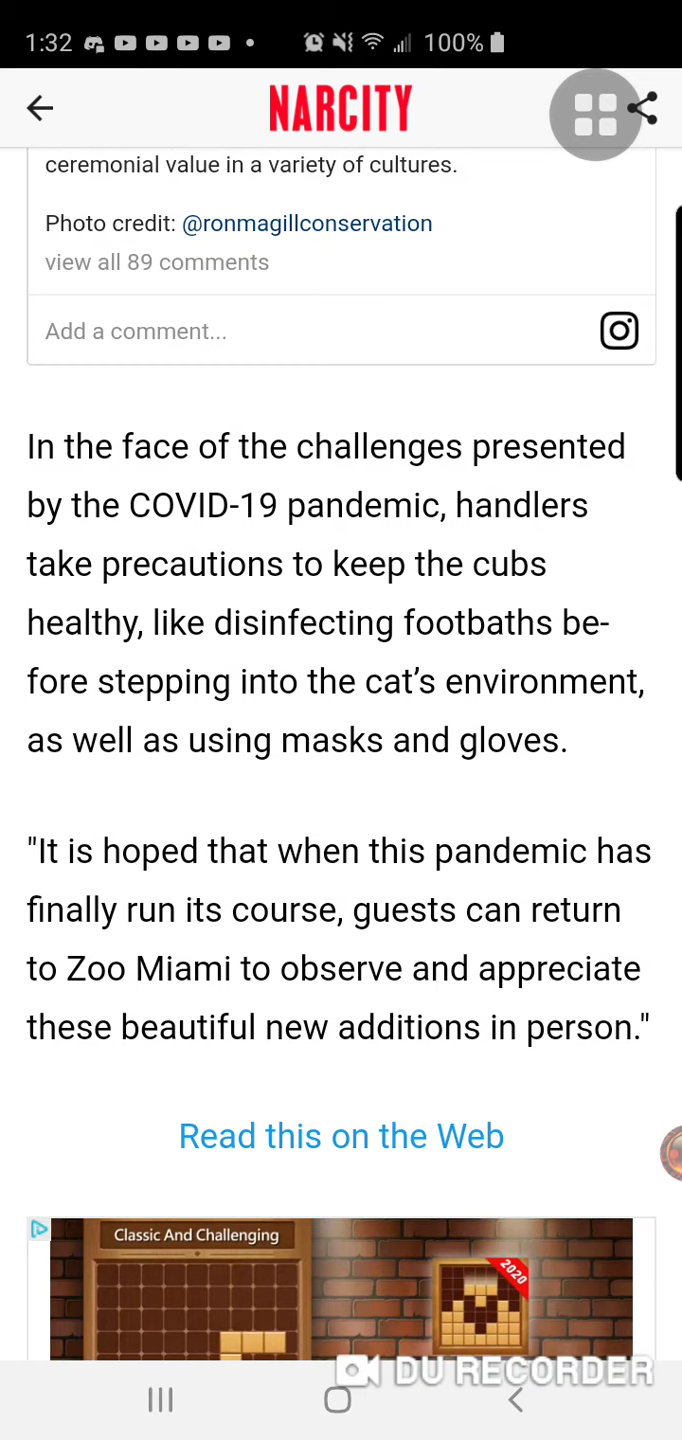 1:32
100%
NARCITY
ceremonial value in a variety of cultures.
Photo credit: @ronmagillconservation
view all 89 comments
Add a comment...
In the face of the challenges presented
by the COVID-19 pandemic, handlers
take precautions to keep the cubs
healthy, like disinfecting footbaths be-
fore stepping into the cat’s environment,
as well as using masks and gloves.
"It is hoped that when this pandemic has
finally run its course, guests can return
to Zoo Miami to observe and appreciate
these beautiful new additions in person."
Read this on the Web
Classic And Challenging
2020
DU RECORDER